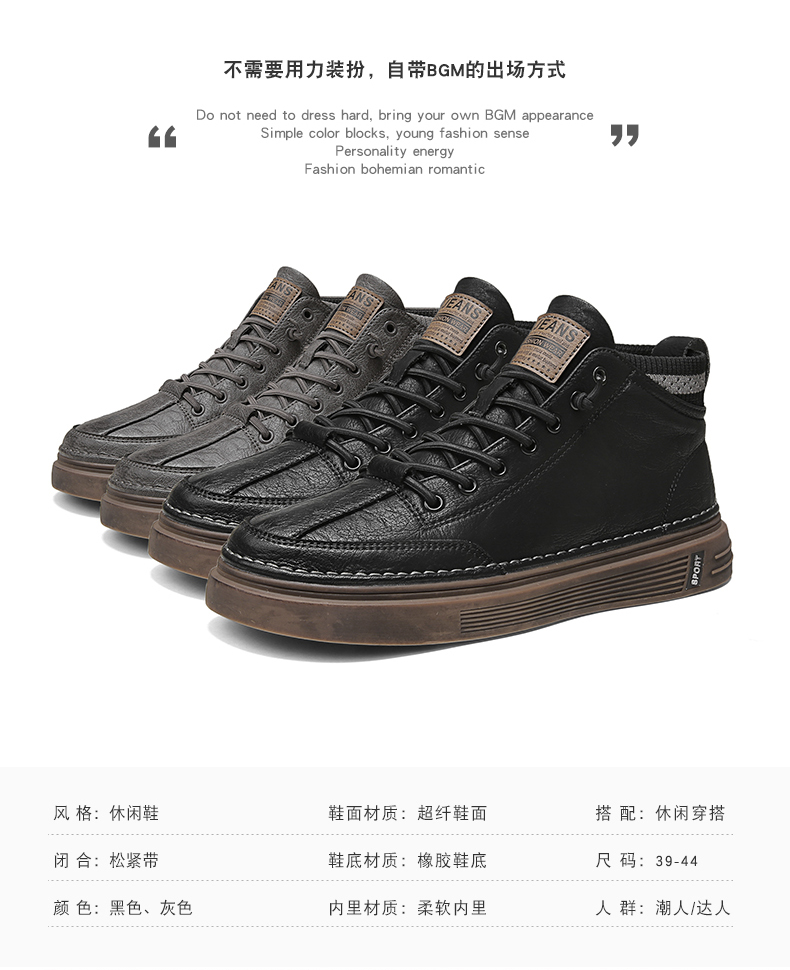 不需要用力装扮，自带BGM的出场方式
Do not need to dress hard, bring your own BGM appearance
“ Simple color blocks, young fashion sense ”
Personality energy
Fashion bohemian romantic
JEANS
JEANS
SPORT
风 格：休闲鞋 鞋面材质：超纤鞋面 搭 配：休闲穿搭
闭 合：松紧带 鞋底材质：橡胶鞋底 尺 码：39-44
颜 色：黑色、灰色 内里材质：柔软内里 人 群：潮人/达人